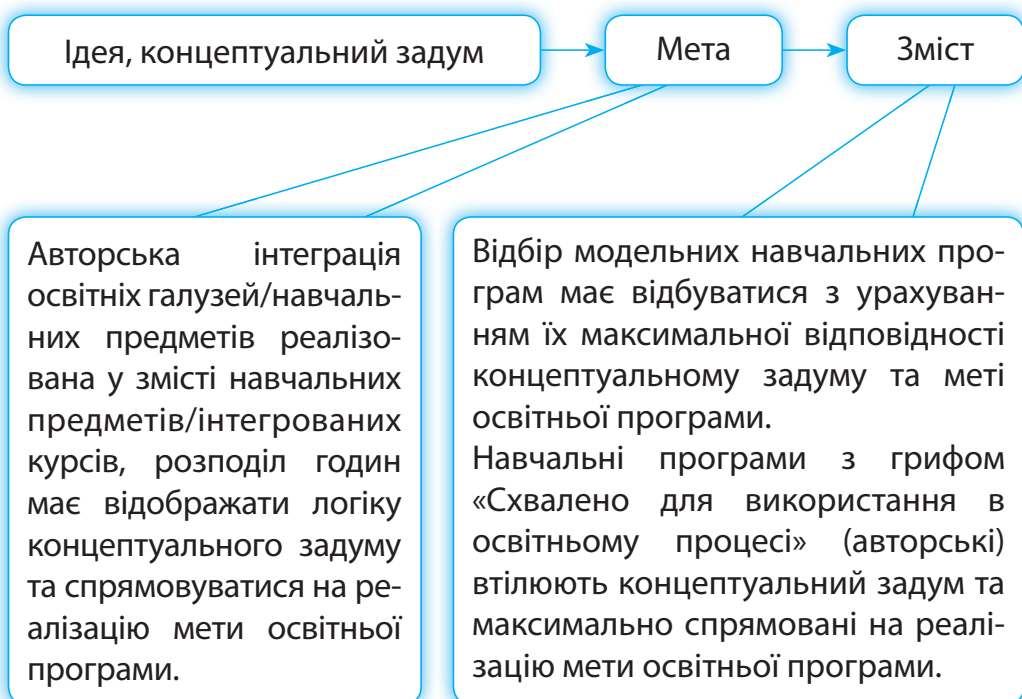 Ідея, концептуальний задум
Мета
Зміст
Авторська інтеграція
освітніх галузей/навчаль-
них предметів реалізо-
вана у змісті навчальних
предметів/інтегрованих
курсів, розподіл годин
має відображати логіку
концептуального задуму
та спрямовуватися на ре-
алізацію мети освітньої
програми.
Відбір модельних навчальних про-
грам має відбуватися з урахуван-
ням їх максимальної відповідності
концептуальному задуму та меті
освітньої програми.
Навчальні програми з грифом
«Схвалено для використання в
освітньому процесі» (авторські)
втілюють концептуальний задум та
максимально спрямовані на реалі-
зацію мети освітньої програми.